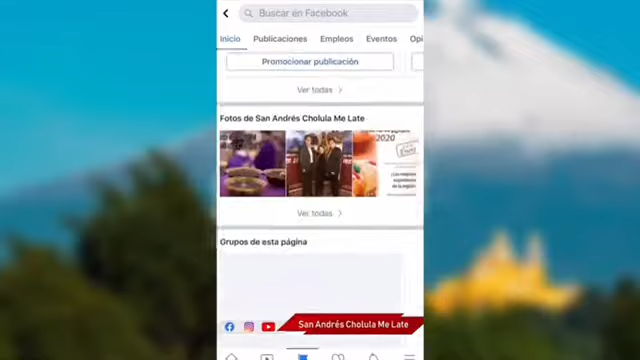 Buscar en Facebook
Inicio Publicaciones Empleos Eventos Opi
Promocionar publicación
Ver todas
Fotos de San Andrés Cholula Me Late
2020
Ver todas
Grupos de esta página
San Andrés Cholula Me Late